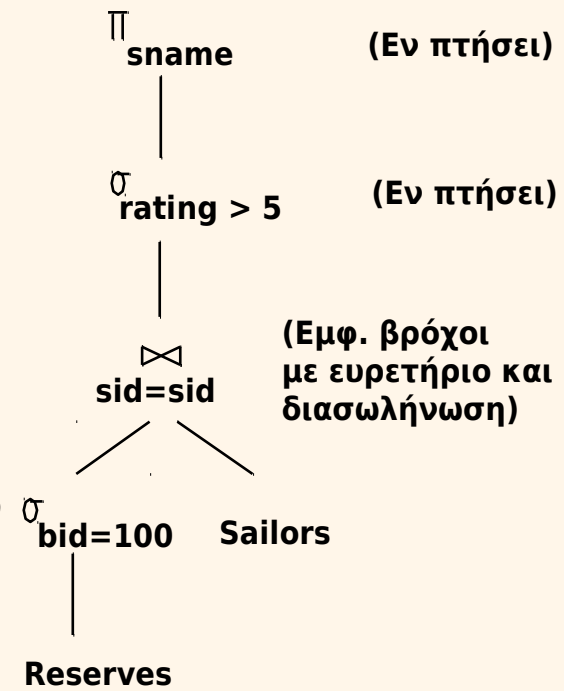 π
sname (Εν πτήσει)
σ
rating > 5 (Εν πτήσει)
⋈
sid=sid
(Εμφ. βρόχοι
με ευρετήριο και
διασωλήνωση)
σ
bid=100 Sailors
Reserves